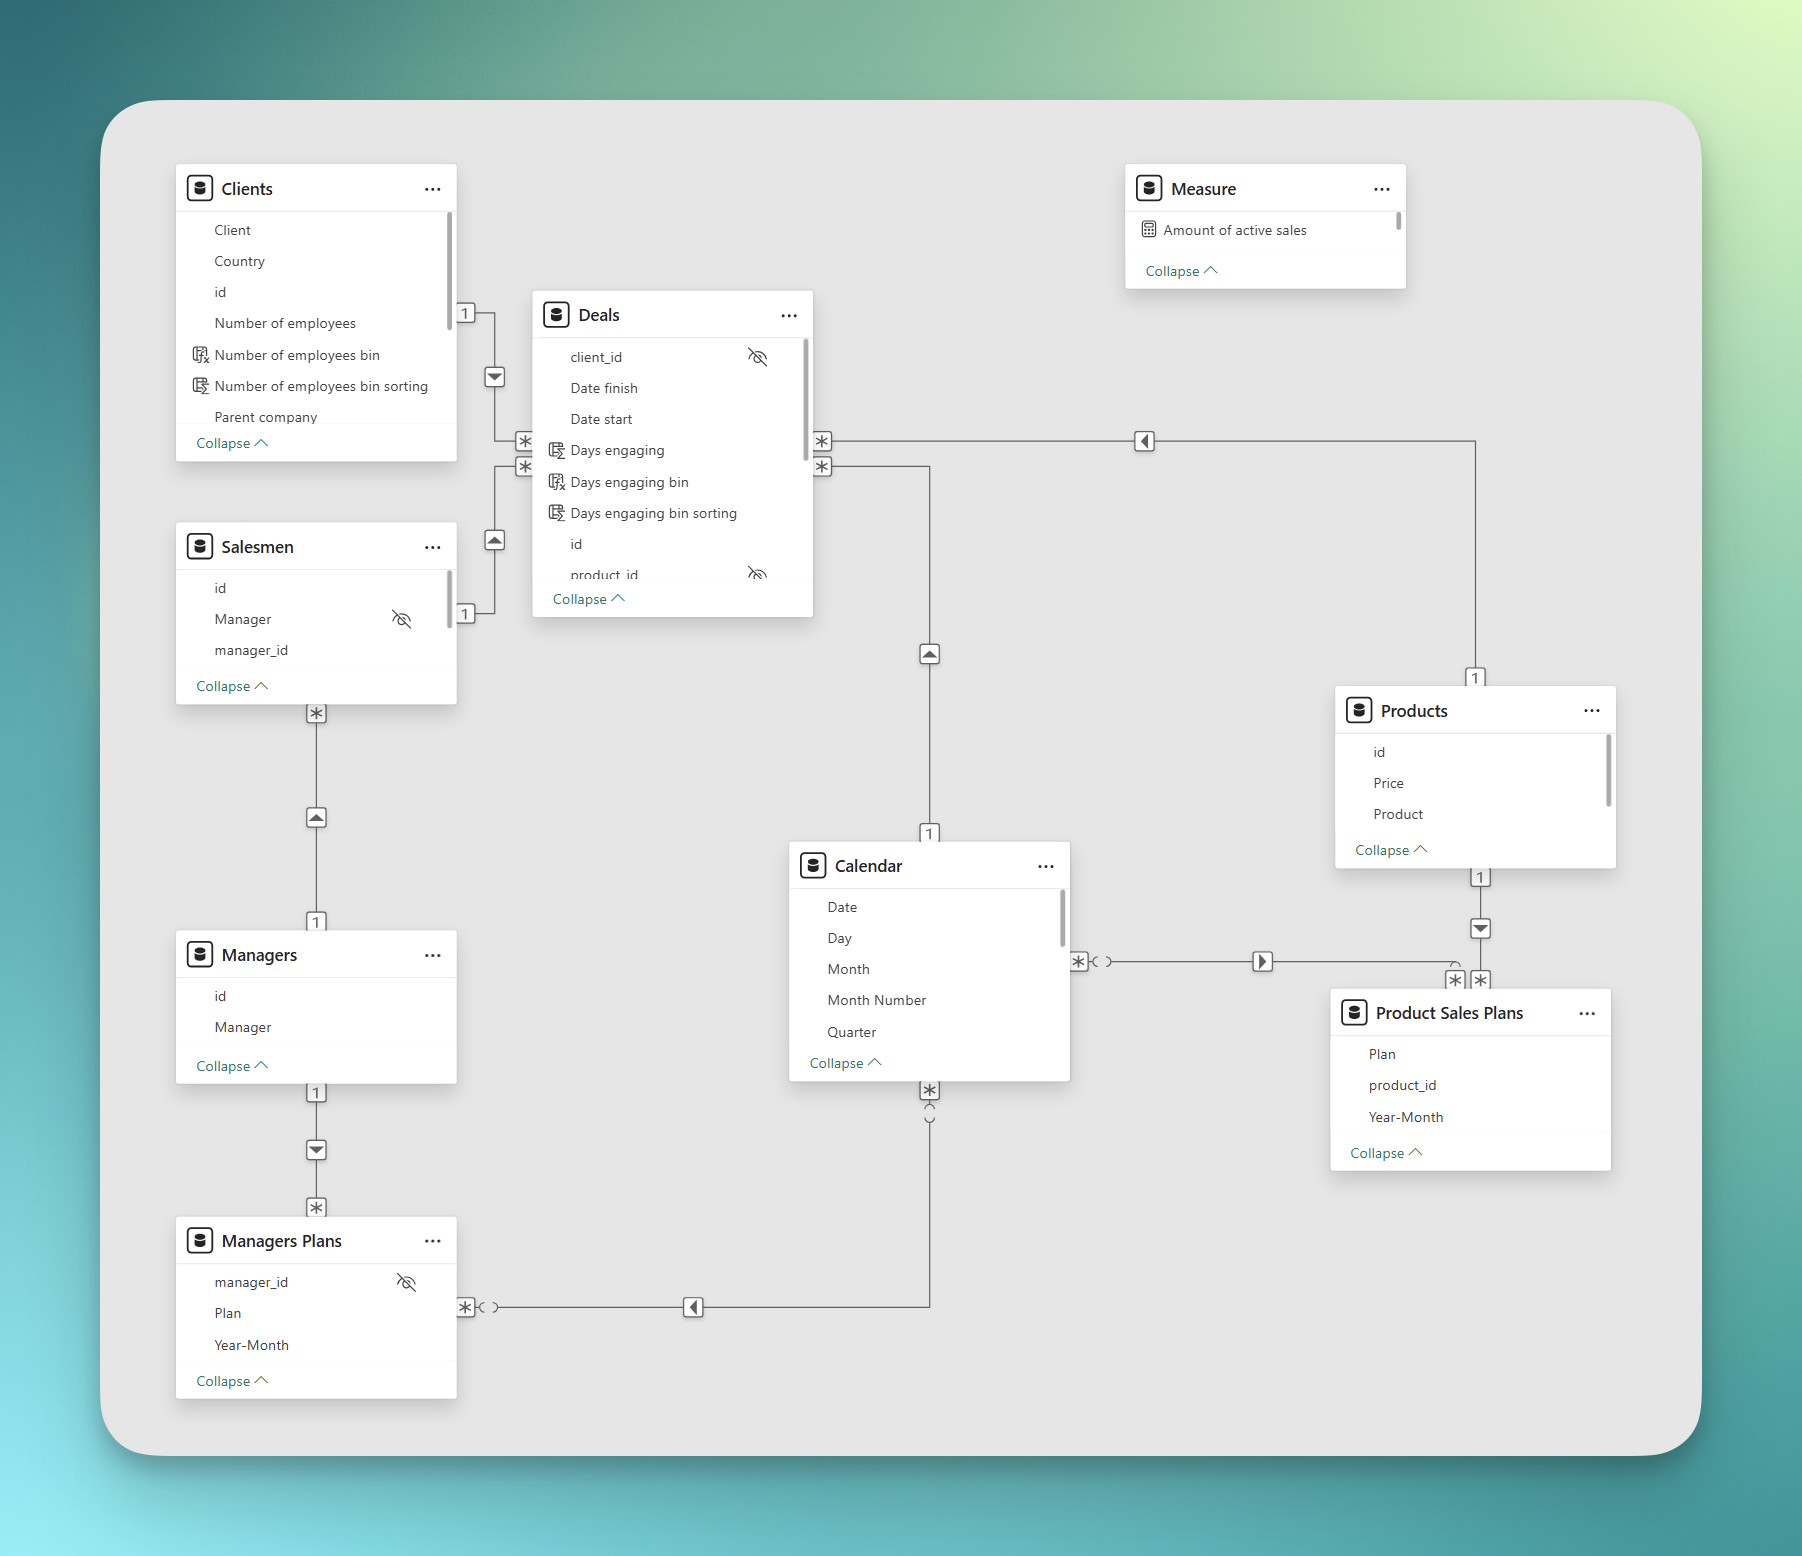 Clients
Client
Country
id
Number of employees
Number of employees bin
Number of employees bin sorting
Parent company
Collapse
1
*
Salesmen
id
Manager
manager_id
Collapse
1
*
*
1
Managers
id
Manager
Collapse
1
*
Managers Plans
manager_id
Plan
Year-Month
Collapse
*
Deals
client_id
Date finish
Date start
Days engaging
Days engaging bin
Days engaging bin sorting
id
product_id
Collapse
*
*
Measure
Amount of active sales
Collapse
1
Calendar
Date
Day
Month
Month Number
Quarter
Collapse
*
*
1
Products
id
Price
Product
Collapse
1
* *
Product Sales Plans
Plan
product_id
Year-Month
Collapse